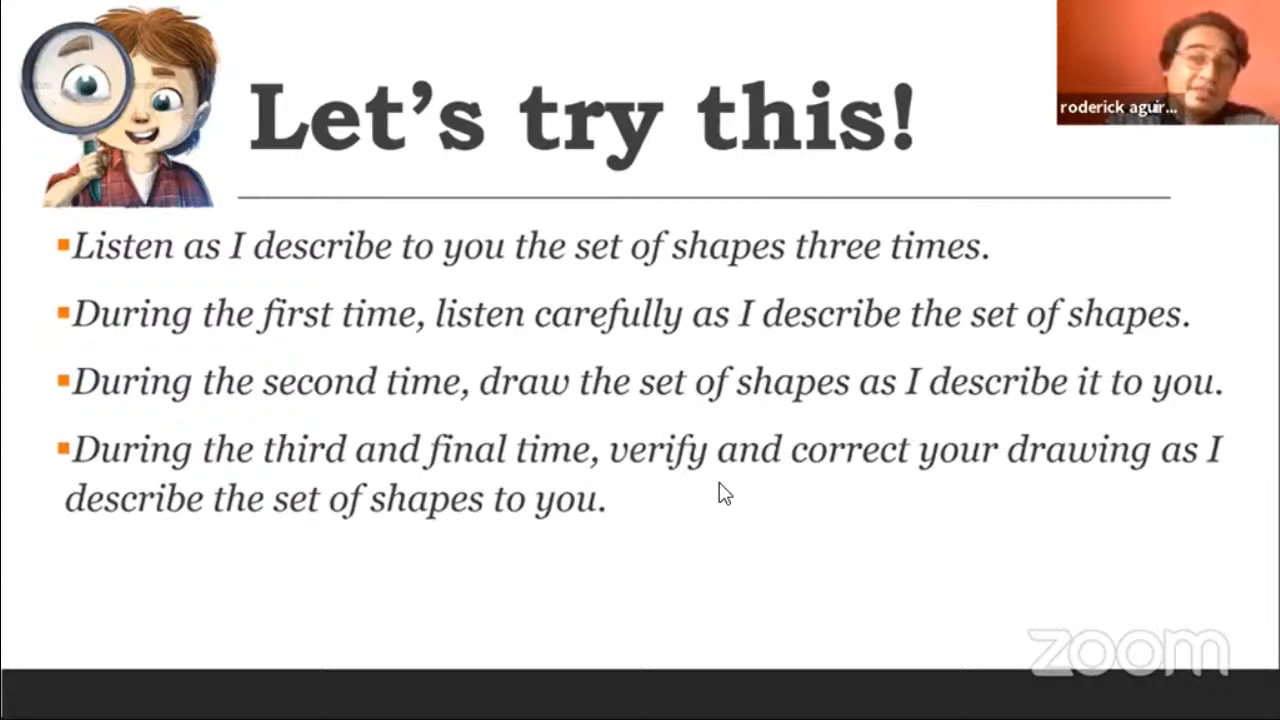 Let's try this!
roderick aguir...
▪Listen as I describe to you the set of shapes three times.
▪During the first time, listen carefully as I describe the set of shapes.
▪During the second time, draw the set of shapes as I describe it to you.
▪During the third and final time, verify and correct your drawing as I
describe the set of shapes to you.
zoom